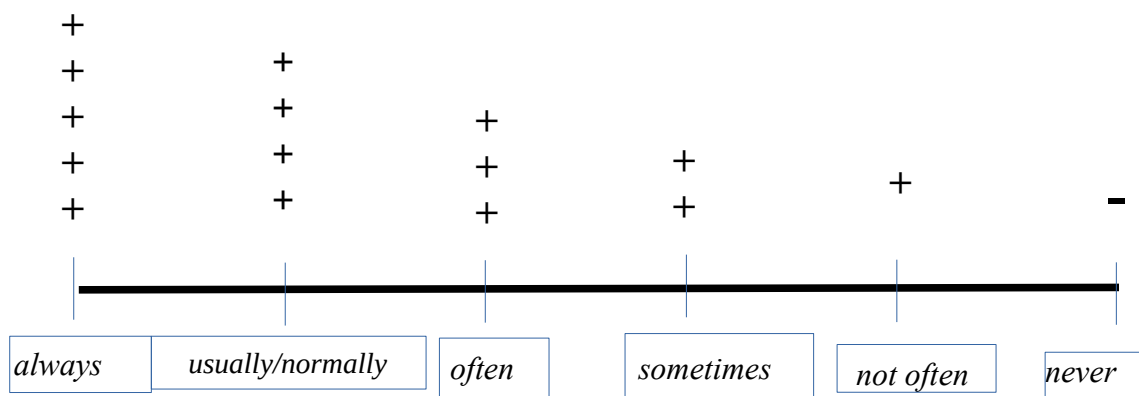 + + + + +
+ + + +
+ + +
+ +
+
-
always usually/normally often sometimes not often never